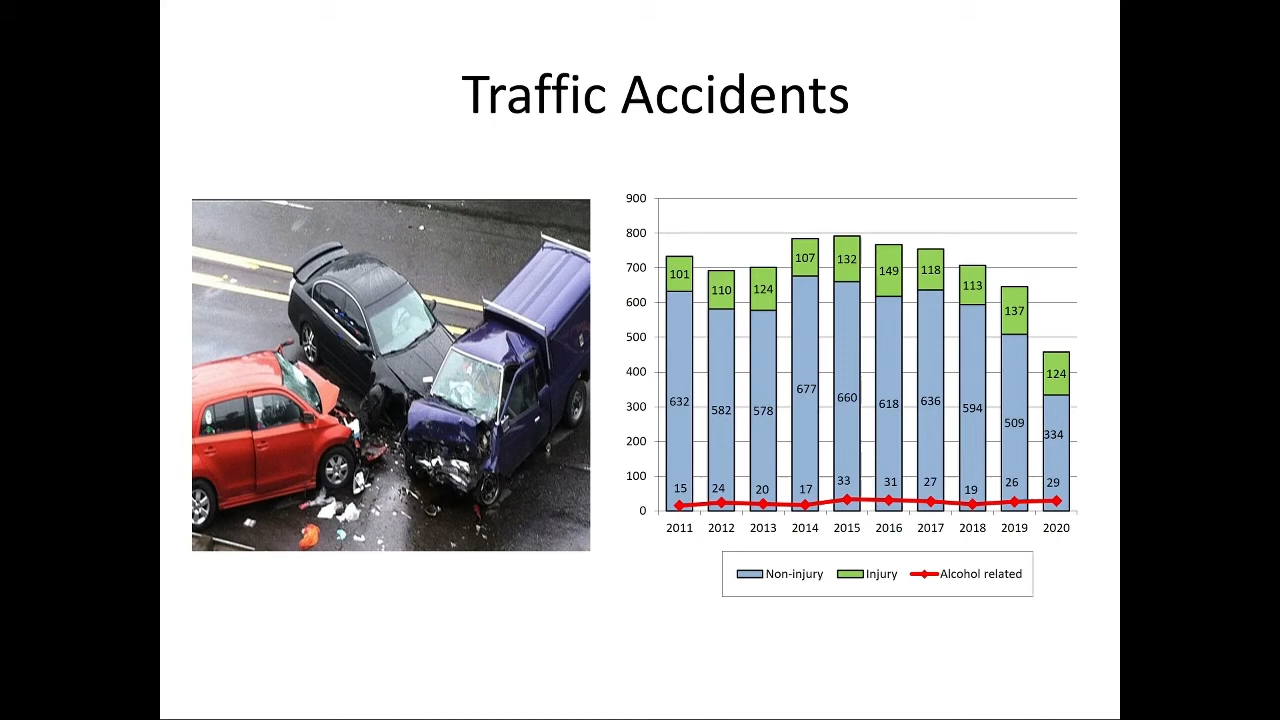 Traffic Accidents
900
800
700
600
500
400
300
200
100
0
101 110 124 107 132 149 118 113 137 124
632 582 578 677 660 618 636 594 509 334
15 24 20 17 33 31 27 19 26 29
2011 2012 2013 2014 2015 2016 2017 2018 2019 2020
Non-injury Injury Alcohol related